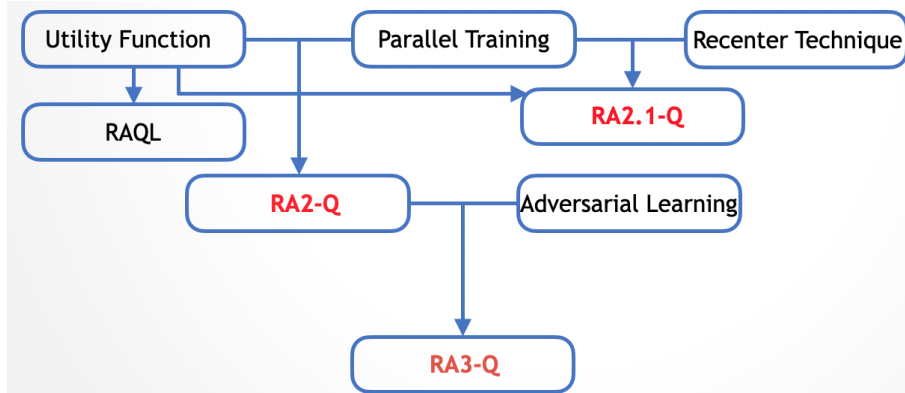 Utility Function
Parallel Training
Recenter Technique
RAQL
RA2.1-Q
RA2-Q
Adversarial Learning
RA3-Q